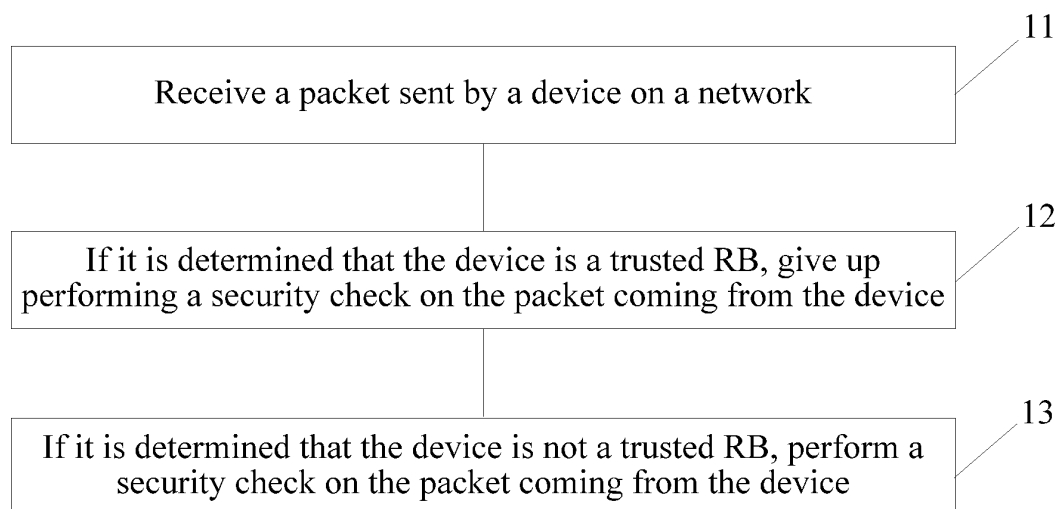 11
Receive a packet sent by a device on a network
12
If it is determined that the device is a trusted RB, give up
performing a security check on the packet coming from the device
13
If it is determined that the device is not a trusted RB, perform a
security check on the packet coming from the device